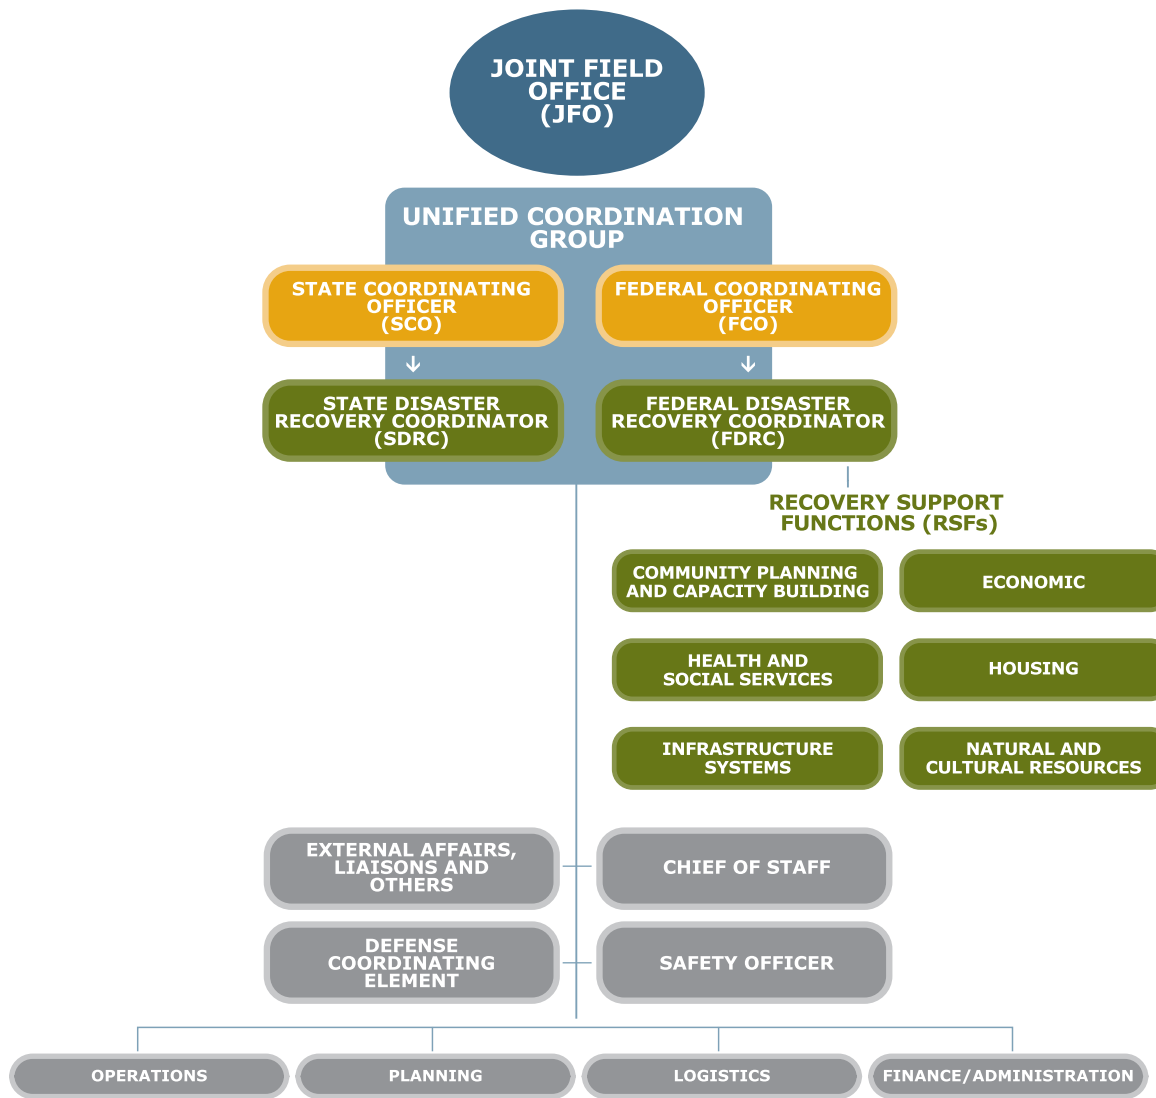 JOINT FIELD
OFFICE
(JFO)
UNIFIED COORDINATION
GROUP
STATE COORDINATING
OFFICER
(SCO)
FEDERAL COORDINATING
OFFICER
(FCO)
STATE DISASTER
RECOVERY COORDINATOR
(SDRC)
FEDERAL DISASTER
RECOVERY COORDINATOR
(FDRC)
RECOVERY SUPPORT
FUNCTIONS (RSFs)
COMMUNITY PLANNING
AND CAPACITY BUILDING
ECONOMIC
HEALTH AND
SOCIAL SERVICES
HOUSING
INFRASTRUCTURE
SYSTEMS
NATURAL AND
CULTURAL RESOURCES
EXTERNAL AFFAIRS,
LIAISONS AND
OTHERS
CHIEF OF STAFF
DEFENSE
COORDINATING
ELEMENT
SAFETY OFFICER
OPERATIONS
PLANNING
LOGISTICS
FINANCE/ADMINISTRATION